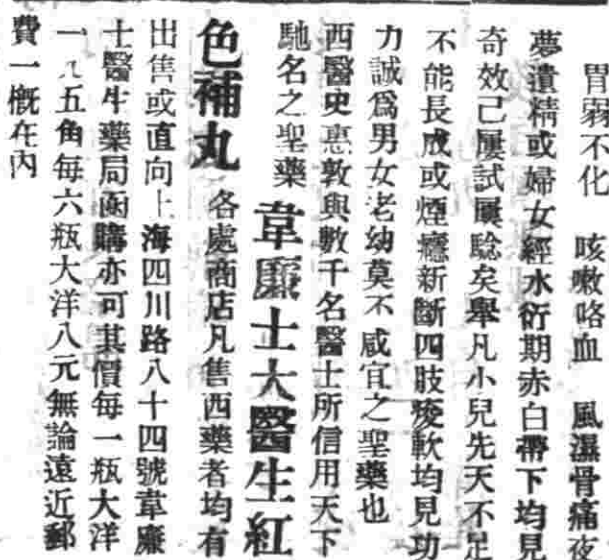 胃弱不化　咳嗽咯血　風濕骨痛夜
夢遺精或婦女經水衍期赤白帶下均見
奇效己屢試屢騐矣舉凡小兒先天不足
不能長成或煙癮新斷四肢痠軟均見功
力誠爲男女老幼莫不咸宜之聖藥也
西醫史惠敦與數千名醫士所信用天下
馳名之聖藥　韋廉士大醫生紅
色補丸　各處商店凡售西藥者均有
出售或直向上海四川路八十四號韋廉
士醫生藥局函購亦可其價每一瓶大洋
一元五角每六瓶大洋八元無論遠近郵
費一概在內